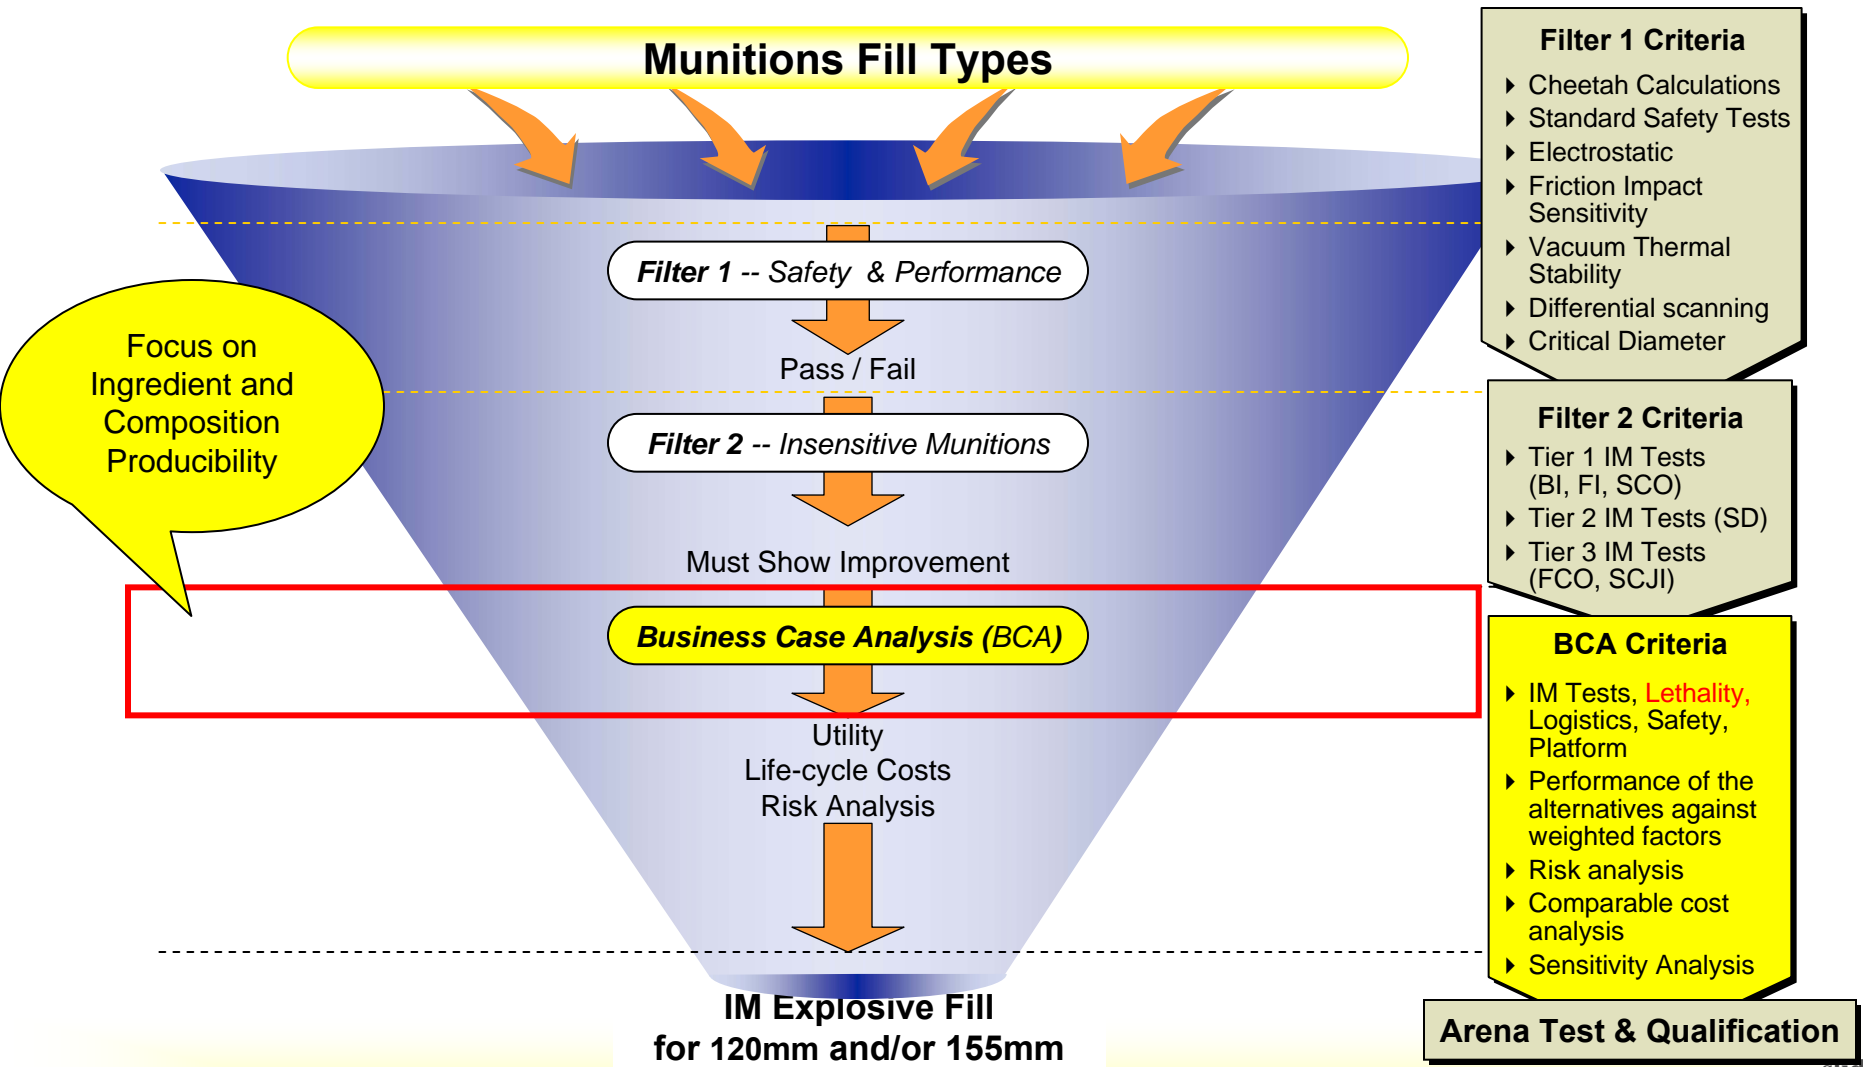 Munitions Fill Types
Filter 1 -- Safety & Performance
Pass / Fail
Filter 2 -- Insensitive Munitions
Must Show Improvement
Business Case Analysis (BCA)
Utility
Life-cycle Costs
Risk Analysis
IM Explosive Fill
for 120mm and/or 155mm
Focus on
Ingredient and
Composition
Producibility
Filter 1 Criteria
Cheetah Calculations
Standard Safety Tests
Electrostatic
Friction Impact
Sensitivity
Vacuum Thermal
Stability
Differential scanning
Critical Diameter
Filter 2 Criteria
Tier 1 IM Tests
(BI, FI, SCO)
Tier 2 IM Tests (SD)
Tier 3 IM Tests
(FCO, SCJI)
BCA Criteria
IM Tests, Lethality,
Logistics, Safety,
Platform
Performance of the
alternatives against
weighted factors
Risk analysis
Comparable cost
analysis
Sensitivity Analysis
Arena Test & Qualification